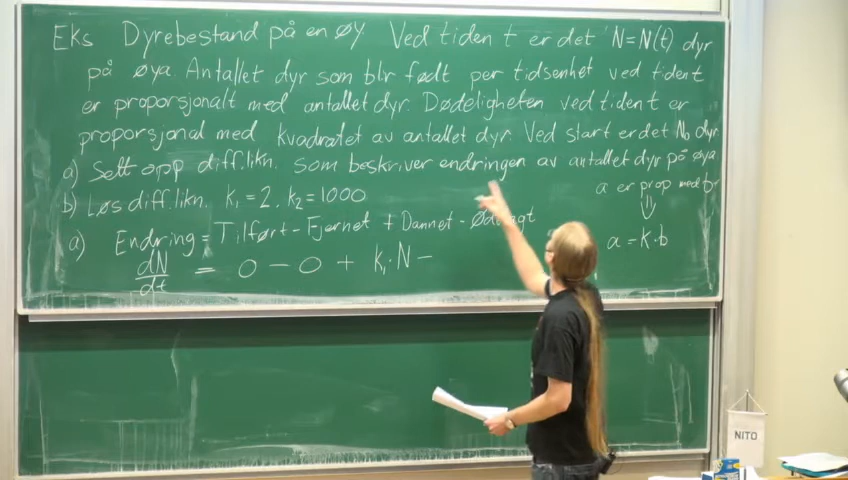 Eks Dyrebestand på en øy. Ved tiden t er det N=N(t) dyr
på øya. Antallet dyr som blir født per tidsenhet ved tiden t
er proporsjonalt med antallet dyr. Dødeligheten ved tiden t er
proporsjonal med kvadratet av antallet dyr. Ved start er det N₀ dyr.
a) Sett opp diff.likn. som beskriver endringen av antallet dyr på øya.
b) Løs diff.likn. k₁=2, k₂=1000
a er prop med b
⇓
a=k·b
a) Endring = Tilført - Fjernet + Dannet - Ødelagt
dN/dt = 0 - 0 + k₁·N -
NITO